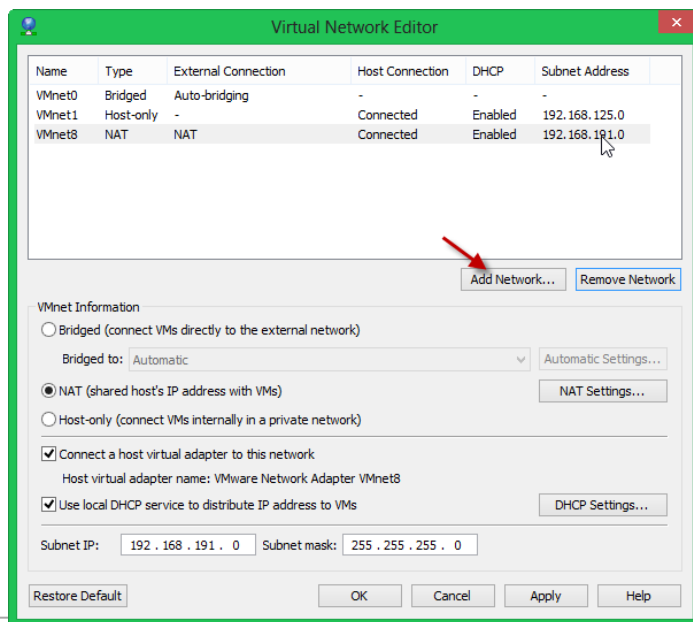 Virtual Network Editor
Name Type External Connection Host Connection DHCP Subnet Address
VMnet0 Bridged Auto-bridging - - -
VMnet1 Host-only - Connected Enabled 192.168.125.0
VMnet8 NAT NAT Connected Enabled 192.168.191.0
Add Network... Remove Network
VMnet Information
Bridged (connect VMs directly to the external network)
Bridged to: Automatic Automatic Settings...
NAT (shared host's IP address with VMs) NAT Settings...
Host-only (connect VMs internally in a private network)
Connect a host virtual adapter to this network
Host virtual adapter name: VMware Network Adapter VMnet8
Use local DHCP service to distribute IP address to VMs DHCP Settings...
Subnet IP: 192 . 168 . 191 . 0 Subnet mask: 255 . 255 . 255 . 0
Restore Default OK Cancel Apply Help